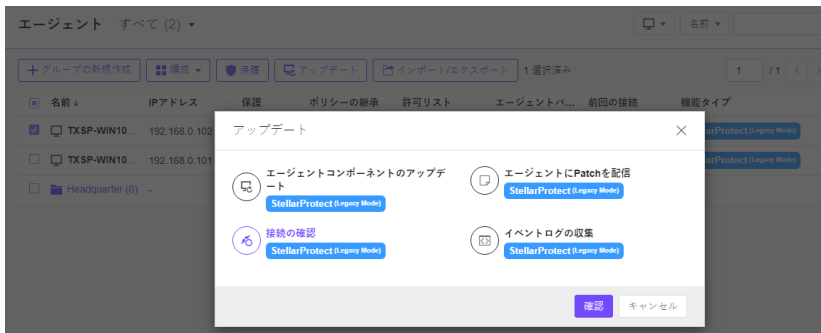 エージェント すべて (2)
名前
グループの新規作成 編成 保護 アップデート インポート/エクスポート 1 選択済み 1 / 1
名前 ↓ IPアドレス 保護 ポリシーの継承 許可リスト エージェントバ... 前回の接続 機能タイプ
TXSP-WIN10... 192.168.0.102 arProtect (Legacy Mode)
TXSP-WIN10... 192.168.0.101 arProtect (Legacy Mode)
Headquarter (0) -
アップデート
エージェントコンポーネントのアップデ
ート
StellarProtect (Legacy Mode)
エージェントにPatchを配信
StellarProtect (Legacy Mode)
接続の確認
StellarProtect (Legacy Mode)
イベントログの収集
StellarProtect (Legacy Mode)
確認 キャンセル